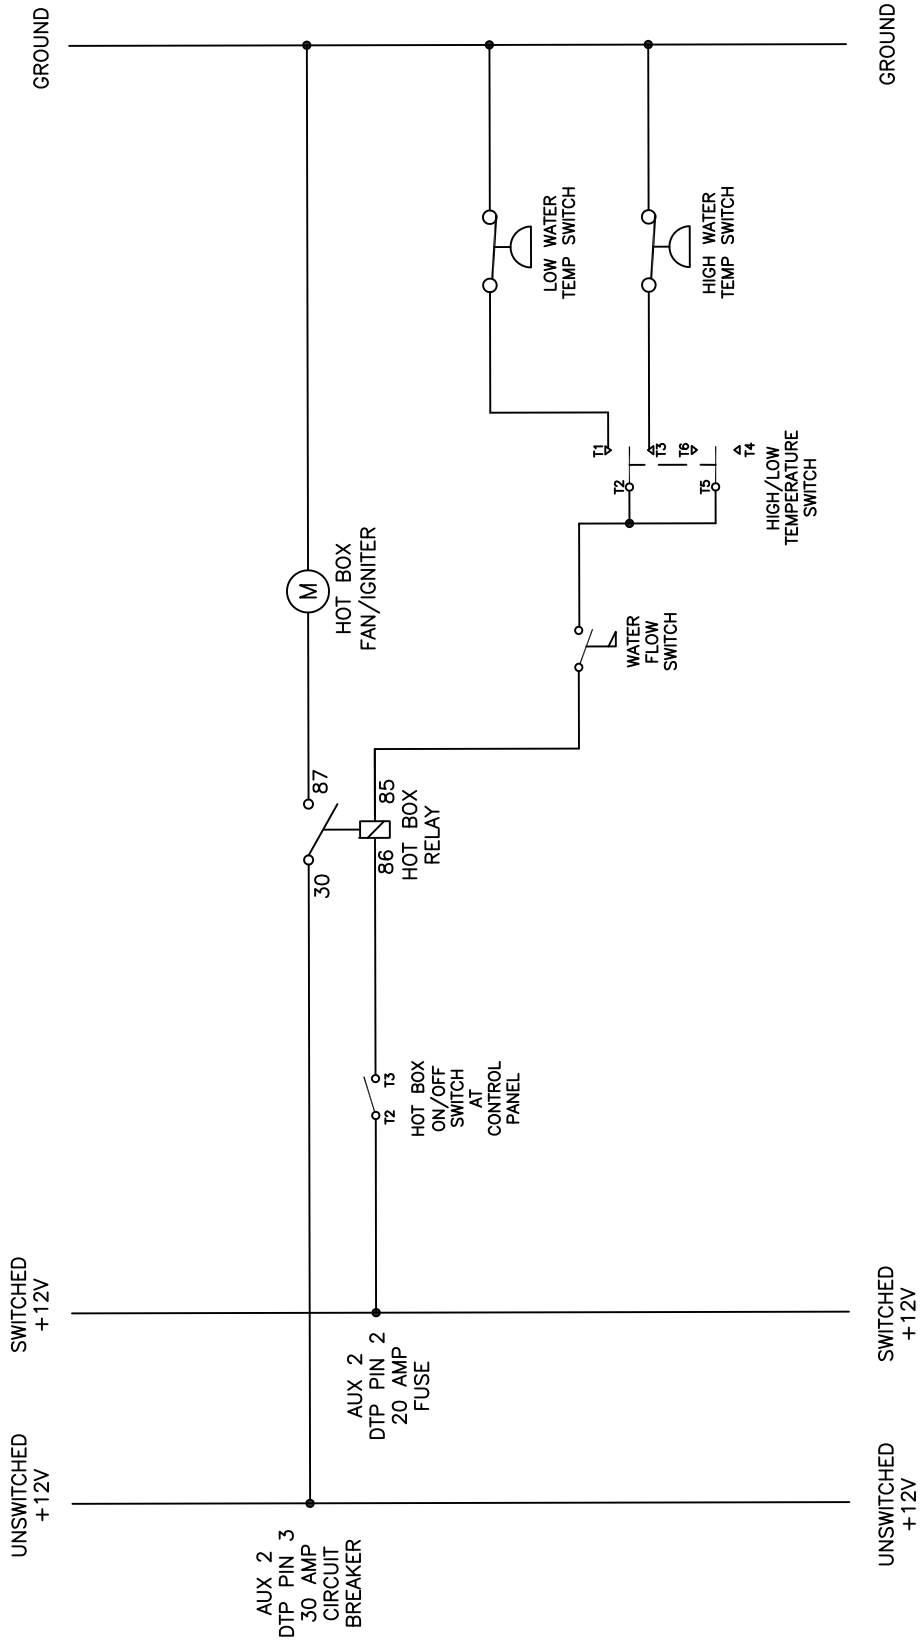 GROUND
GROUND
LOW WATER
TEMP SWITCH
HIGH WATER
TEMP SWITCH
T1
T3
T6
T4
T2
T5
HIGH/LOW
TEMPERATURE
SWITCH
M
HOT BOX
FAN/IGNITER
WATER
FLOW
SWITCH
87
30
85
86
HOT BOX
RELAY
T3
T2
HOT BOX
ON/OFF
SWITCH
AT
CONTROL
PANEL
SWITCHED
+12V
SWITCHED
+12V
AUX 2
DTP PIN 2
20 AMP
FUSE
UNSWITCHED
+12V
UNSWITCHED
+12V
AUX 2
DTP PIN 3
30 AMP
CIRCUIT
BREAKER